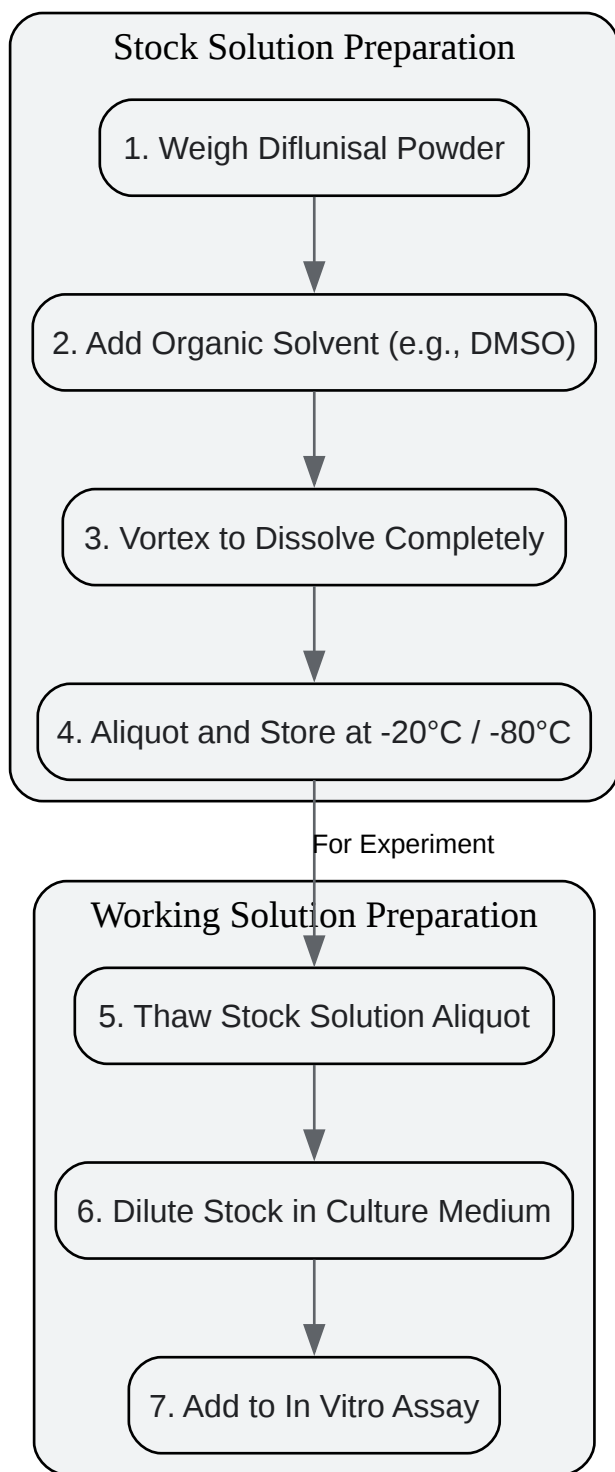 Stock Solution Preparation
1. Weigh Diflunisal Powder
2. Add Organic Solvent (e.g., DMSO)
3. Vortex to Dissolve Completely
4. Aliquot and Store at -20°C / -80°C
For Experiment
Working Solution Preparation
5. Thaw Stock Solution Aliquot
6. Dilute Stock in Culture Medium
7. Add to In Vitro Assay